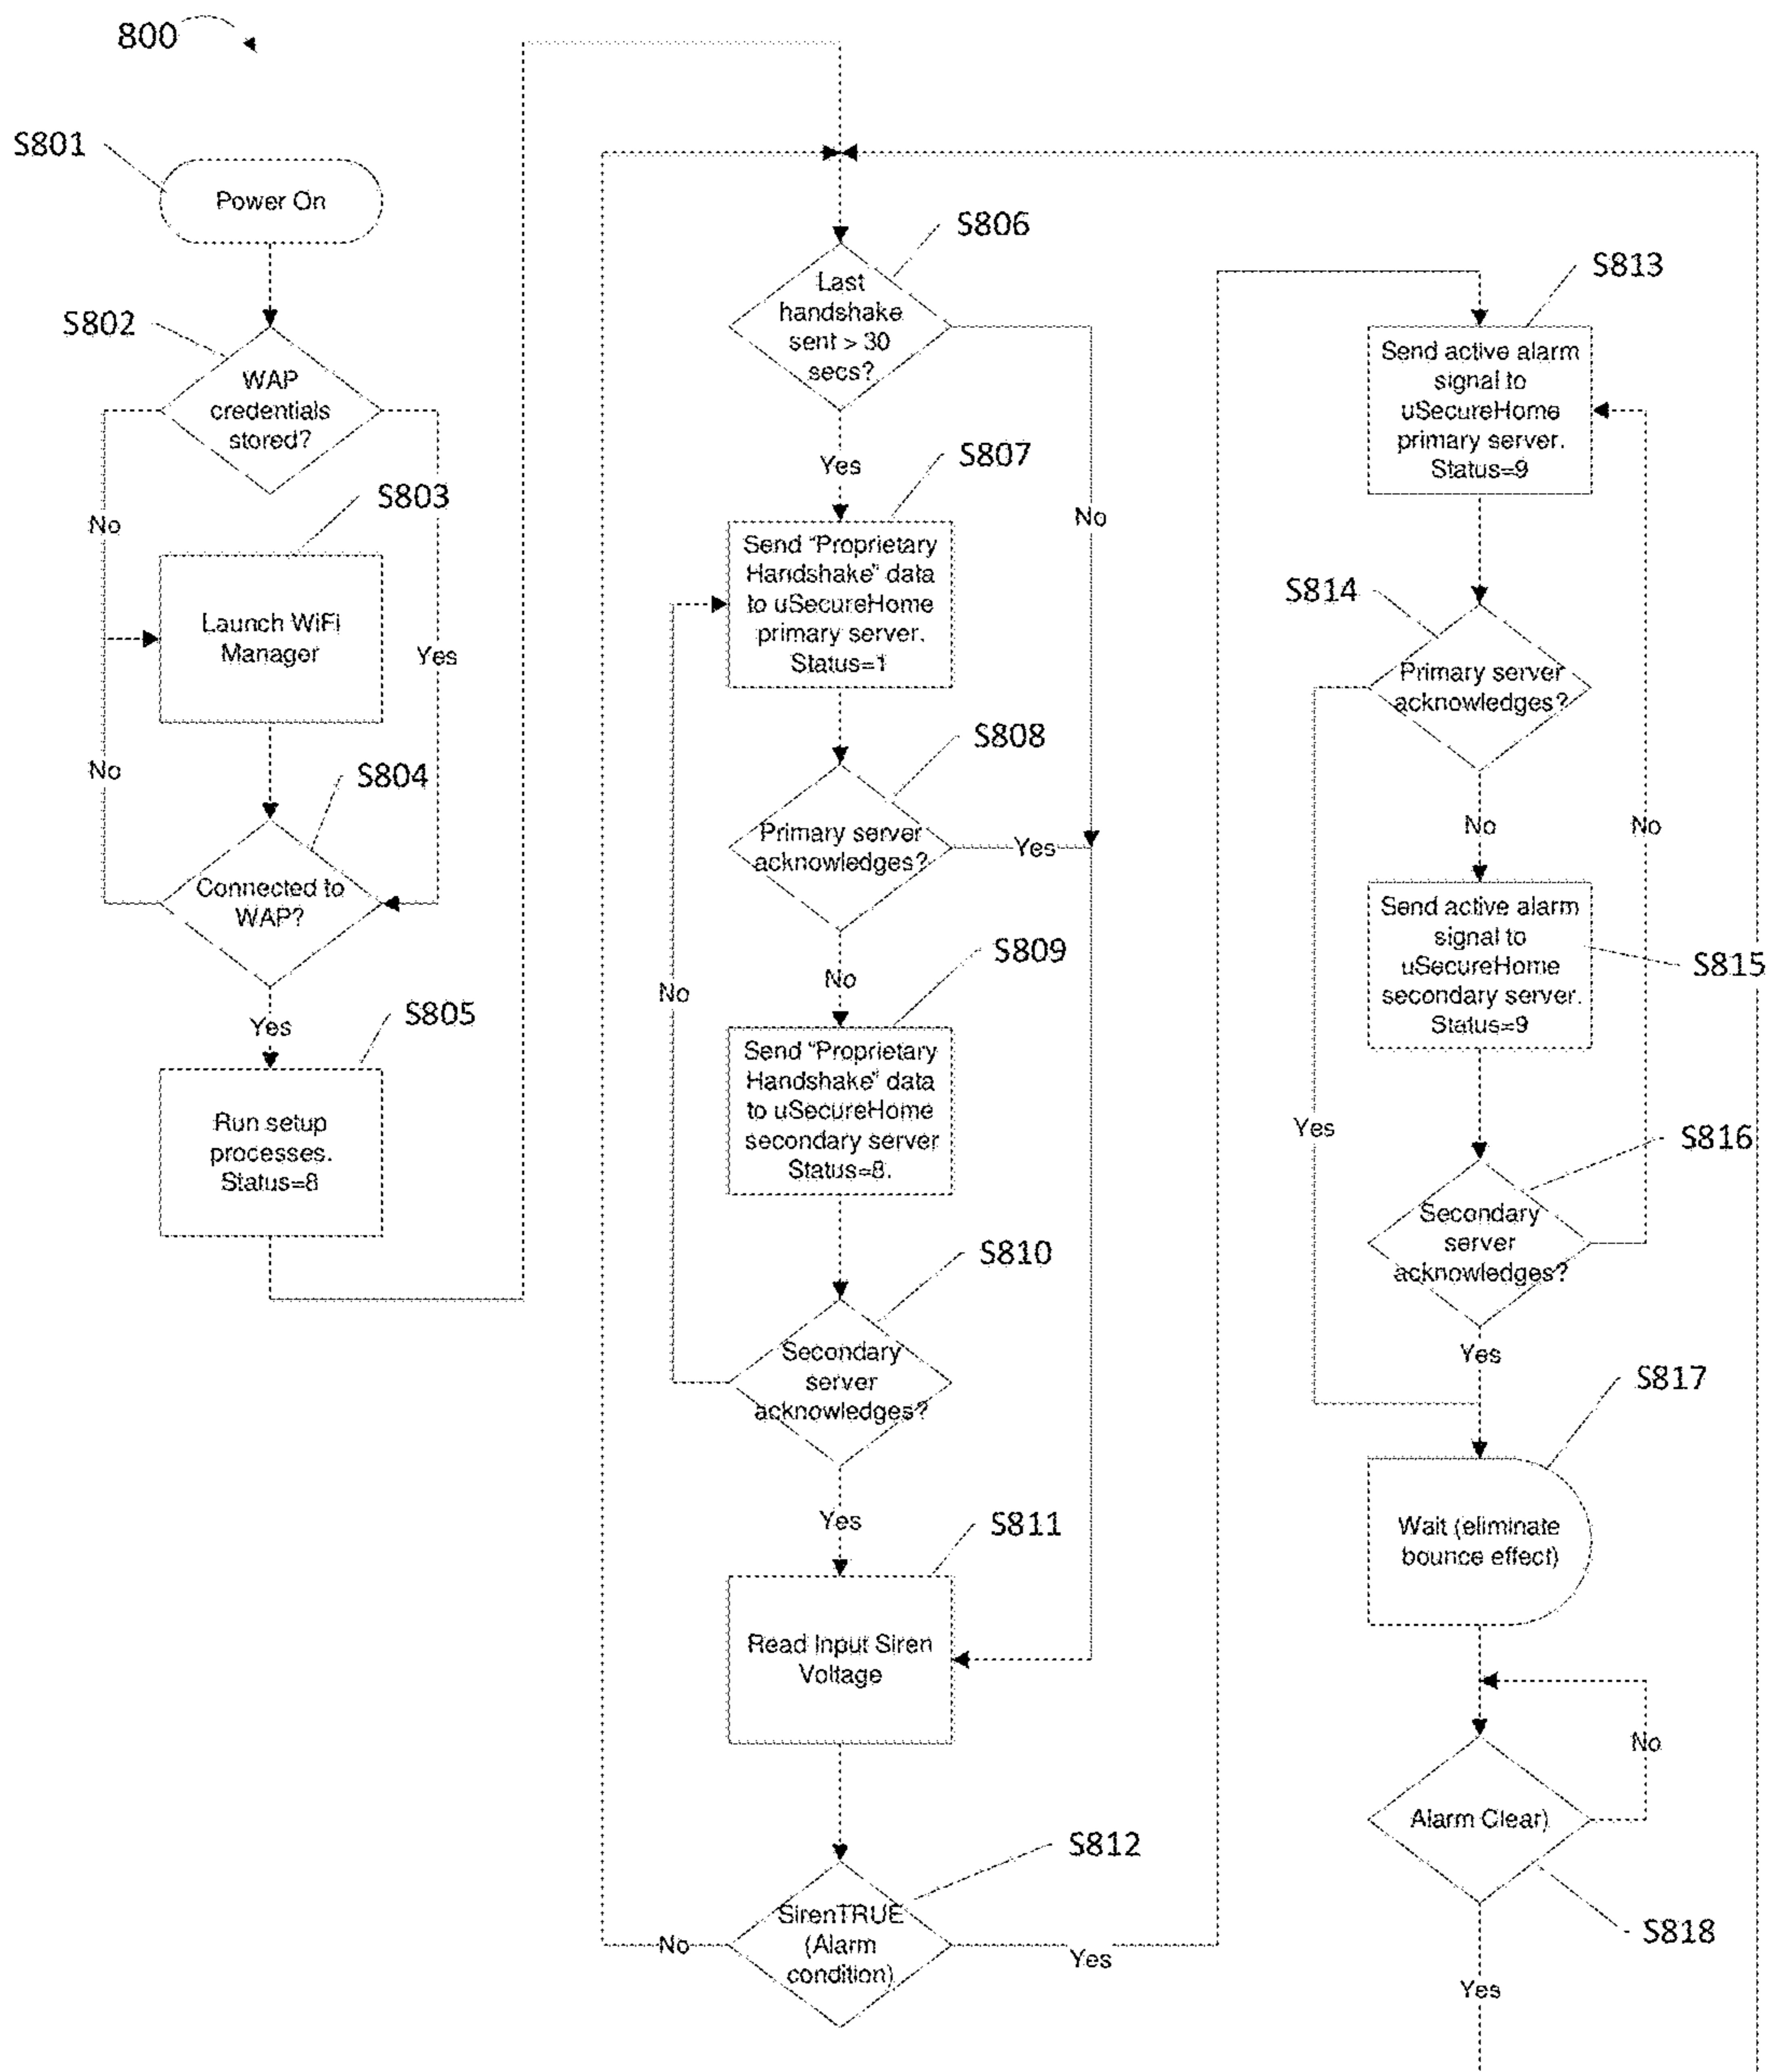 800
S801
Power On
S802
WAP
credentials
stored?
No
Yes
S803
Launch WiFi
Manager
No
S804
Connected to
WAP?
Yes
S805
Run setup
processes.
Status=8
S806
Last
handshake
sent > 30
secs?
Yes
No
S807
Send "Proprietary
Handshake" data
to uSecureHome
primary server.
Status=1
S808
Primary server
acknowledges?
Yes
No
S809
Send "Proprietary
Handshake" data
to uSecureHome
secondary server
Status=8.
No
S810
Secondary
server
acknowledges?
Yes
S811
Read Input Siren
Voltage
S812
SirenTRUE
(Alarm
condition)
No
Yes
S813
Send active alarm
signal to
uSecureHome
primary server.
Status=9
S814
Primary server
acknowledges?
No
No
Yes
S815
Send active alarm
signal to
uSecureHome
secondary server.
Status=9
S816
Secondary
server
acknowledges?
Yes
S817
Wait (eliminate
bounce effect)
No
Alarm Clear)
S818
Yes